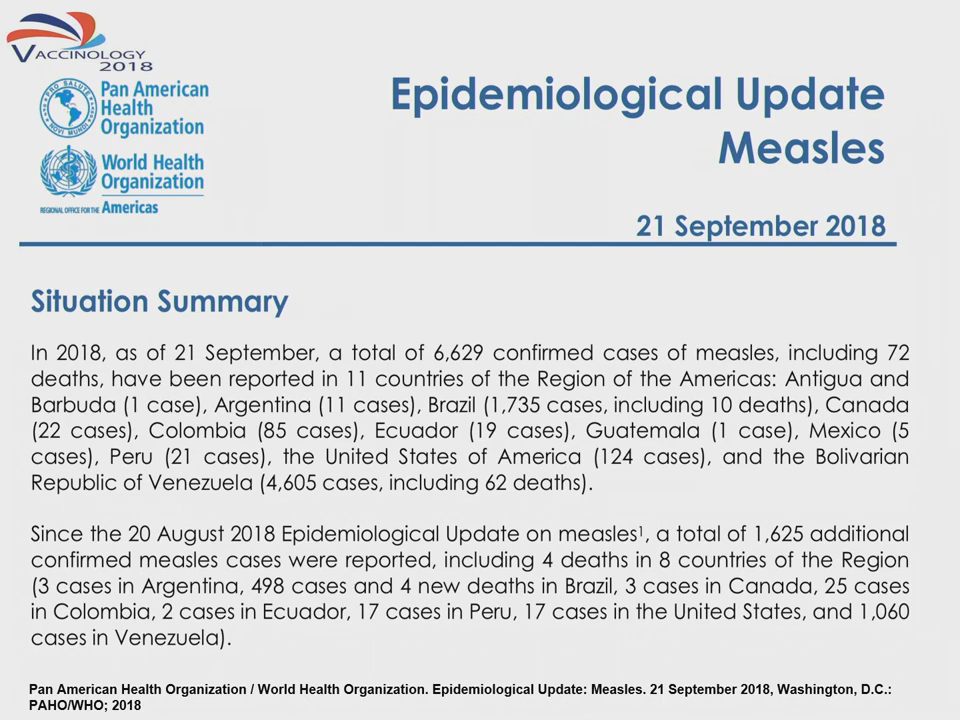 VACCINOLOGY
2018
PRO SALUTE
NOVI MUNDI
Pan American
Health
Organization
World Health
Organization
REGIONAL OFFICE FOR THE Americas
Epidemiological Update
Measles
21 September 2018
Situation Summary
In 2018, as of 21 September, a total of 6,629 confirmed cases of measles, including 72
deaths, have been reported in 11 countries of the Region of the Americas: Antigua and
Barbuda (1 case), Argentina (11 cases), Brazil (1,735 cases, including 10 deaths), Canada
(22 cases), Colombia (85 cases), Ecuador (19 cases), Guatemala (1 case), Mexico (5
cases), Peru (21 cases), the United States of America (124 cases), and the Bolivarian
Republic of Venezuela (4,605 cases, including 62 deaths).
Since the 20 August 2018 Epidemiological Update on measles¹, a total of 1,625 additional
confirmed measles cases were reported, including 4 deaths in 8 countries of the Region
(3 cases in Argentina, 498 cases and 4 new deaths in Brazil, 3 cases in Canada, 25 cases
in Colombia, 2 cases in Ecuador, 17 cases in Peru, 17 cases in the United States, and 1,060
cases in Venezuela).
Pan American Health Organization / World Health Organization. Epidemiological Update: Measles. 21 September 2018, Washington, D.C.:
PAHO/WHO; 2018